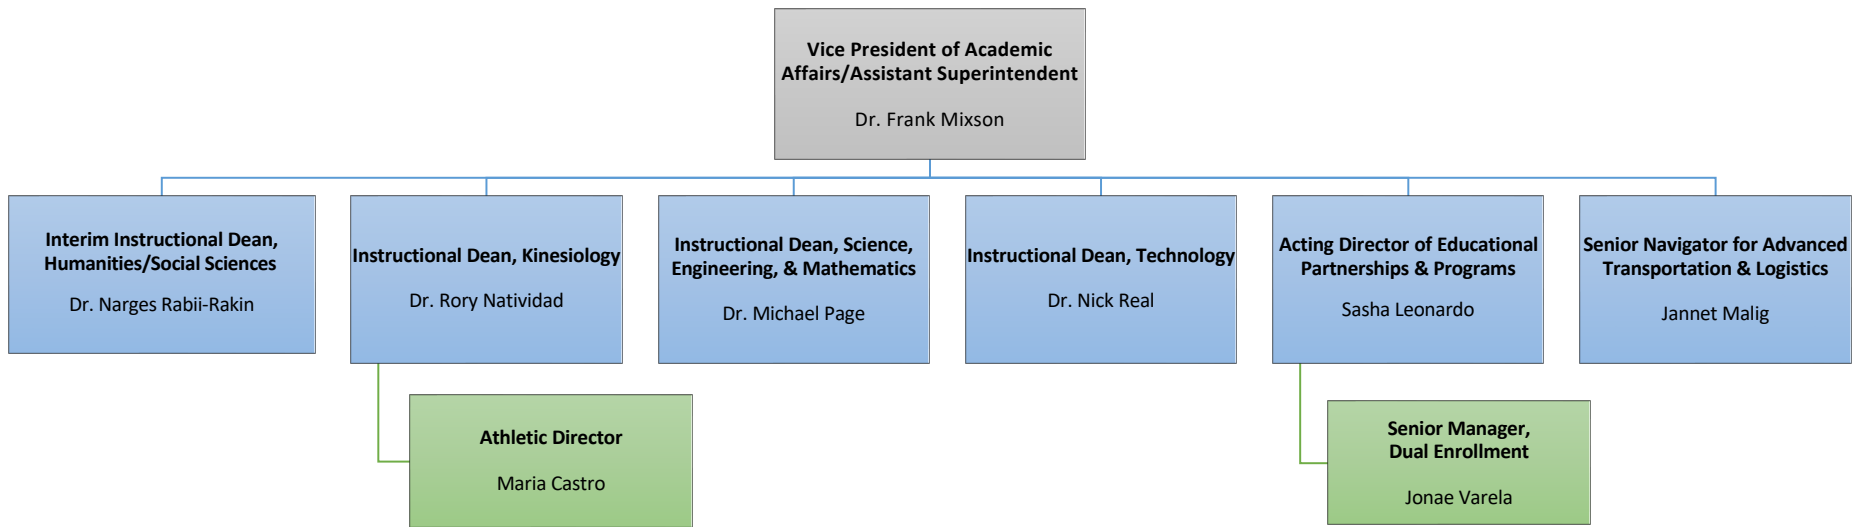 Vice President of Academic
Affairs/Assistant Superintendent
Dr. Frank Mixson
Interim Instructional Dean,
Humanities/Social Sciences
Dr. Narges Rabii-Rakin
Instructional Dean, Kinesiology
Dr. Rory Natividad
Instructional Dean, Science,
Engineering, & Mathematics
Dr. Michael Page
Instructional Dean, Technology
Dr. Nick Real
Acting Director of Educational
Partnerships & Programs
Sasha Leonardo
Senior Navigator for Advanced
Transportation & Logistics
Jannet Malig
Athletic Director
Maria Castro
Senior Manager,
Dual Enrollment
Jonae Varela